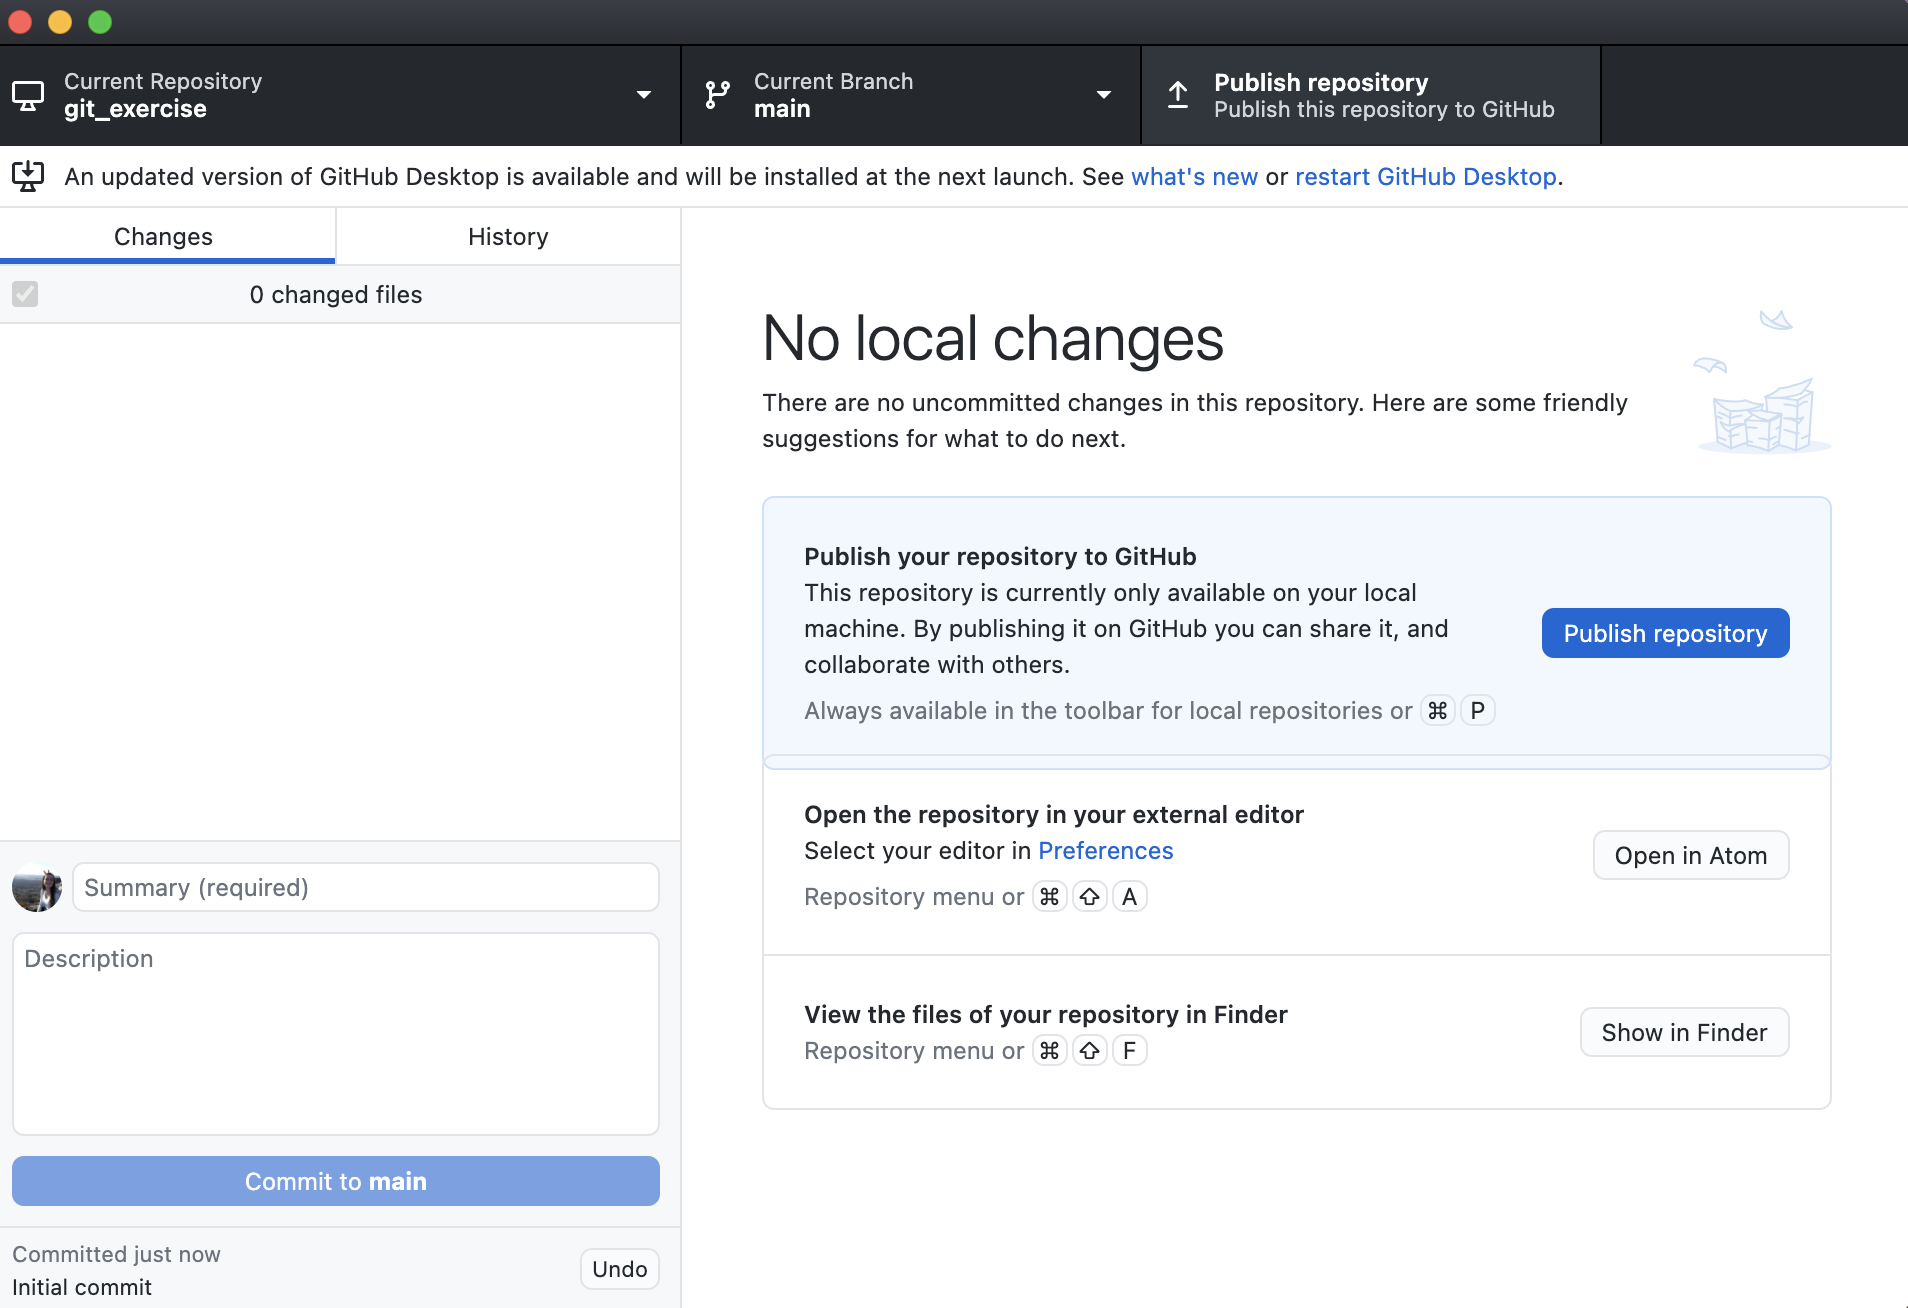 Current Repository
git_exercise
Current Branch
main
Publish repository
Publish this repository to GitHub
An updated version of GitHub Desktop is available and will be installed at the next launch. See what's new or restart GitHub Desktop.
Changes
History
0 changed files
No local changes
There are no uncommitted changes in this repository. Here are some friendly
suggestions for what to do next.
Publish your repository to GitHub
This repository is currently only available on your local
machine. By publishing it on GitHub you can share it, and
collaborate with others.
Publish repository
Always available in the toolbar for local repositories or ⌘ P
Open the repository in your external editor
Select your editor in Preferences
Repository menu or ⌘ ⇧ A
Open in Atom
View the files of your repository in Finder
Repository menu or ⌘ ⇧ F
Show in Finder
Summary (required)
Description
Commit to main
Committed just now
Initial commit
Undo